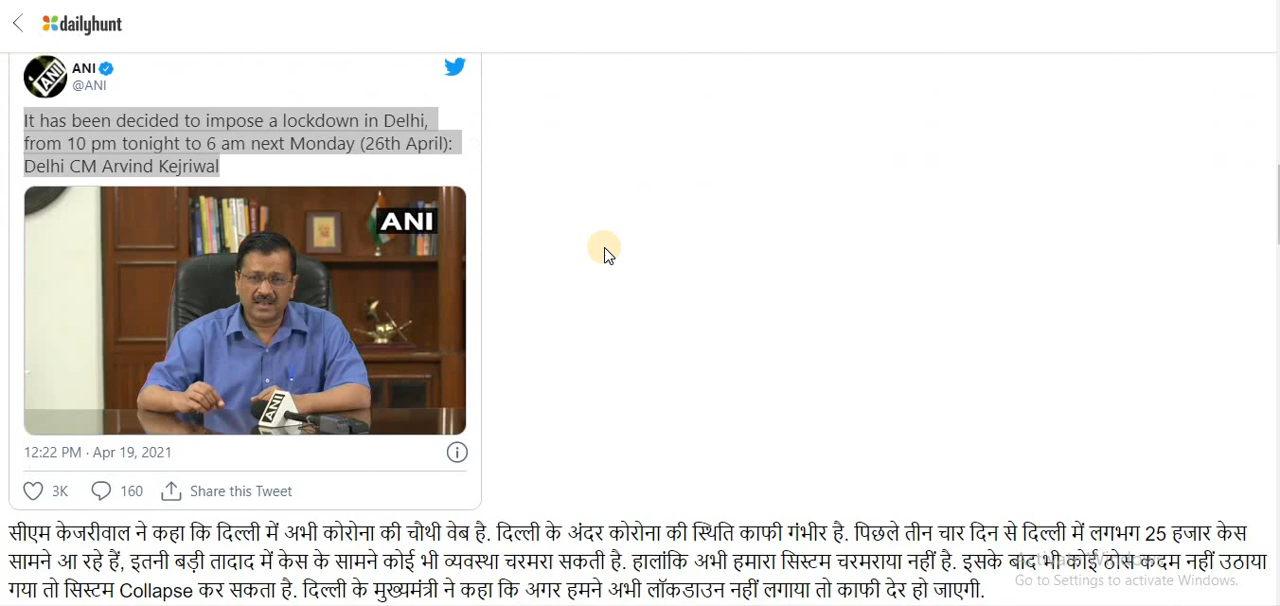 dailyhunt
ANI
@ANI
It has been decided to impose a lockdown in Delhi,
from 10 pm tonight to 6 am next Monday (26th April):
Delhi CM Arvind Kejriwal
ANI
ANI
12:22 PM · Apr 19, 2021
3K 160 Share this Tweet
सीएम केजरीवाल ने कहा कि दिल्ली में अभी कोरोना की चौथी वेब है. दिल्ली के अंदर कोरोना की स्थिति काफी गंभीर है. पिछले तीन चार दिन से दिल्ली में लगभग 25 हजार केस
सामने आ रहे हैं, इतनी बड़ी तादाद में केस के सामने कोई भी व्यवस्था चरमरा सकती है. हालांकि अभी हमारा सिस्टम चरमराया नहीं है. इसके बाद भी कोई ठोस कदम नहीं उठाया
Activate Windows
गया तो सिस्टम Collapse कर सकता है. दिल्ली के मुख्यमंत्री ने कहा कि अगर हमने अभी लॉकडाउन नहीं लगाया तो काफी देर हो जाएगी.
Go to Settings to activate Windows.